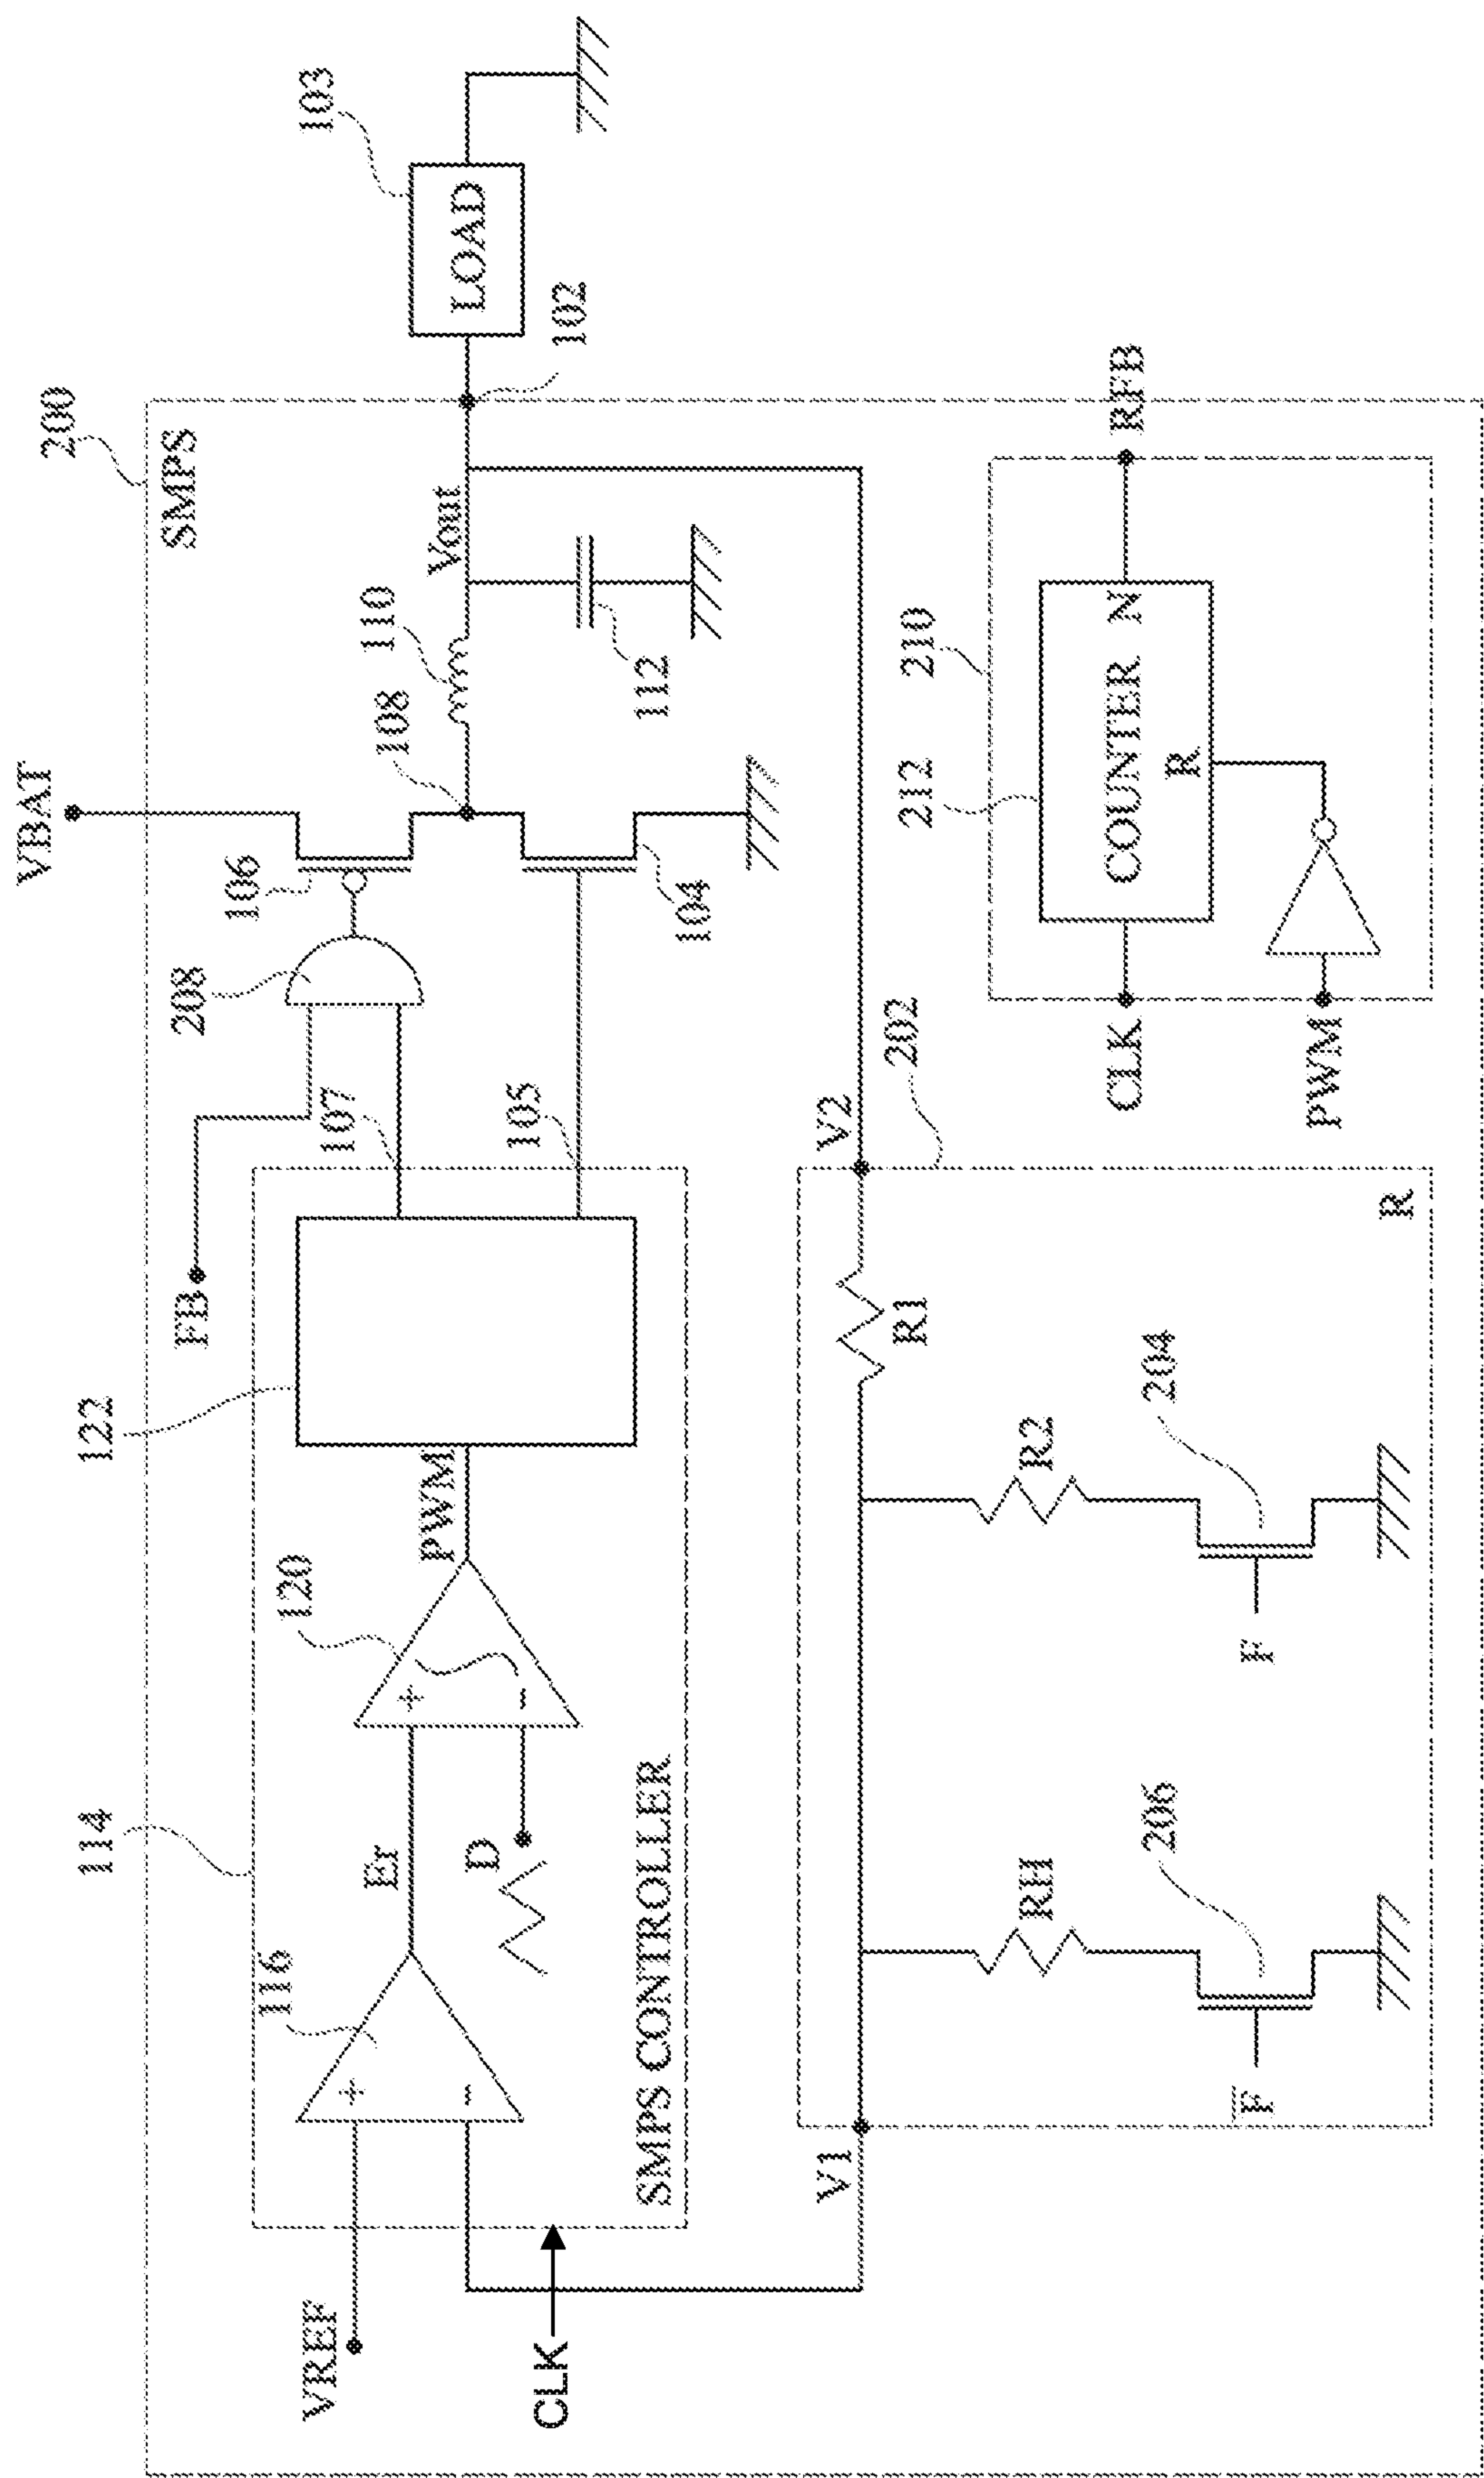 200
SMPS
VBAT
103
LOAD
102
FB
208
106
108
110
Vout
112
104
107
105
114
122
120
116
VREF
Er
PWM
D
+
-
+
-
SMPS CONTROLLER
CLK
V1
V2
202
R1
RH
R2
206
204
F̅
F
R
210
212
CLK
COUNTER N
R
RFB
PWM